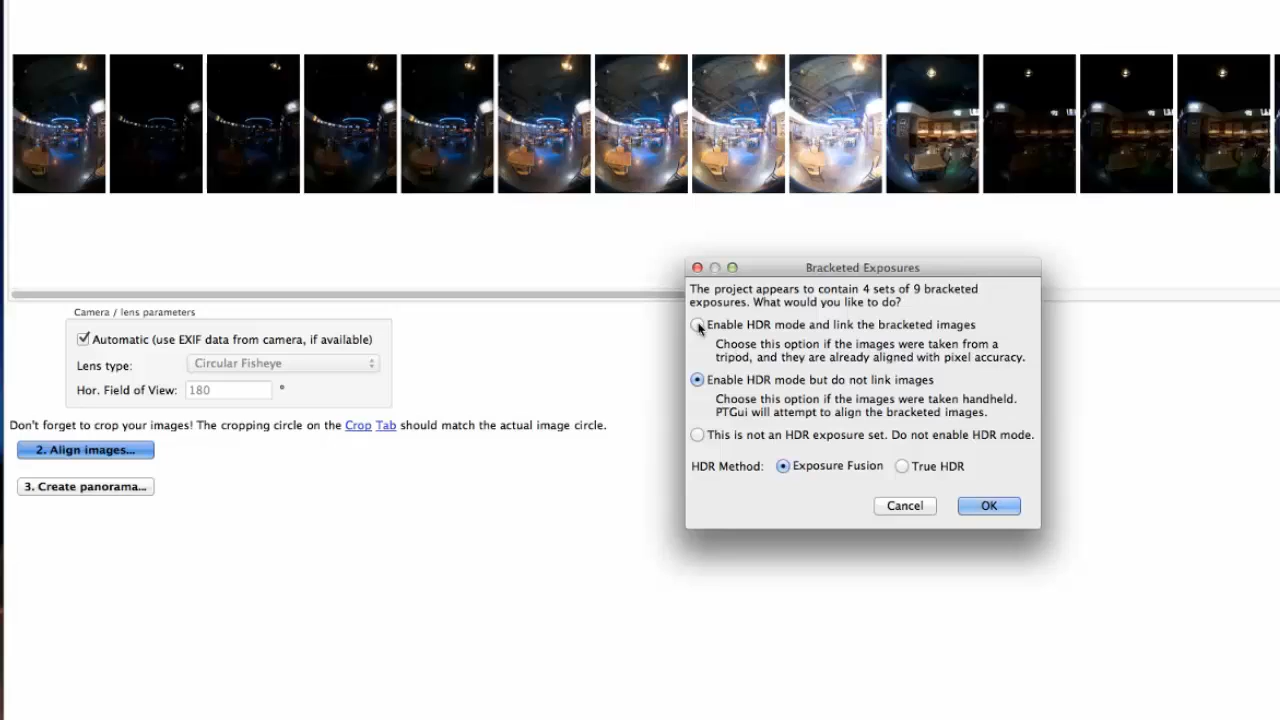 Bracketed Exposures
The project appears to contain 4 sets of 9 bracketed
exposures. What would you like to do?
Enable HDR mode and link the bracketed images
Choose this option if the images were taken from a
tripod, and they are already aligned with pixel accuracy.
Enable HDR mode but do not link images
Choose this option if the images were taken handheld.
PTGui will attempt to align the bracketed images.
This is not an HDR exposure set. Do not enable HDR mode.
HDR Method: Exposure Fusion True HDR
Cancel OK
Camera / lens parameters
Automatic (use EXIF data from camera, if available)
Lens type: Circular Fisheye
Hor. Field of View: 180 °
Don't forget to crop your images! The cropping circle on the Crop Tab should match the actual image circle.
2. Align images...
3. Create panorama...